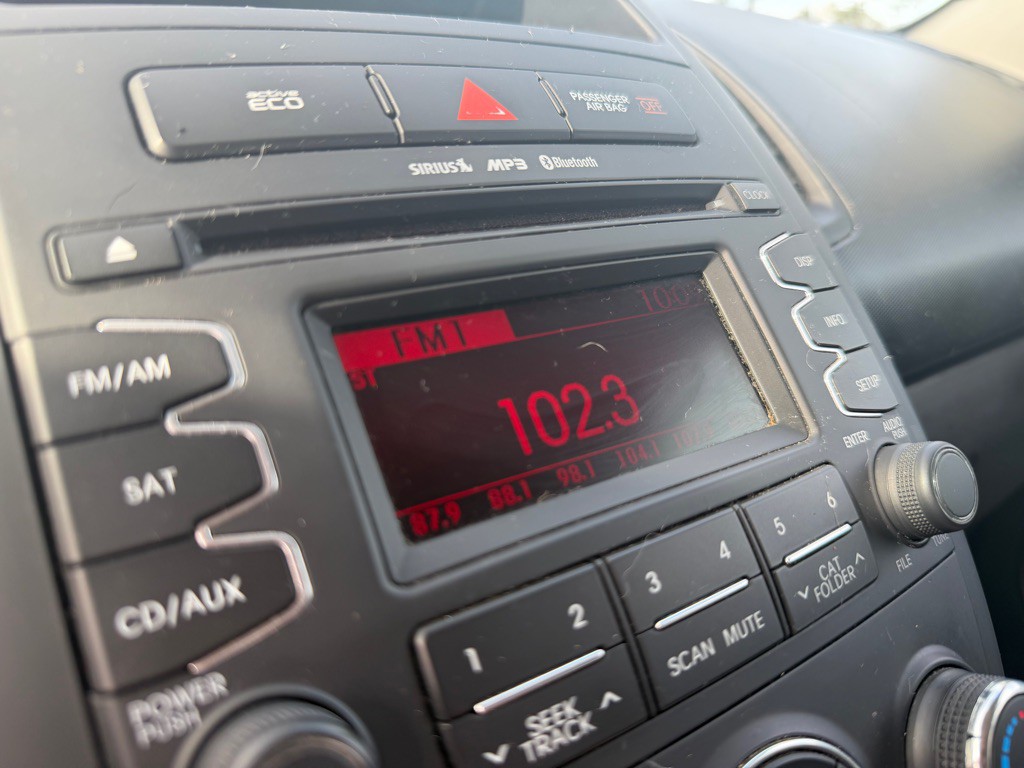 active
ECO
PASSENGER
AIR BAG OFF
SIRIUS MP3 Bluetooth
CLOCK
FM1
ST
102.3
87.9 88.1 98.1 104.1
FM/AM
SAT
CD/AUX
POWER
PUSH
DISP
INFO
SETUP
ENTER
AUDIO
PUSH
FILE
TUNE
1 2
SEEK
TRACK
3 4
SCAN MUTE
5 6
CAT
FOLDER